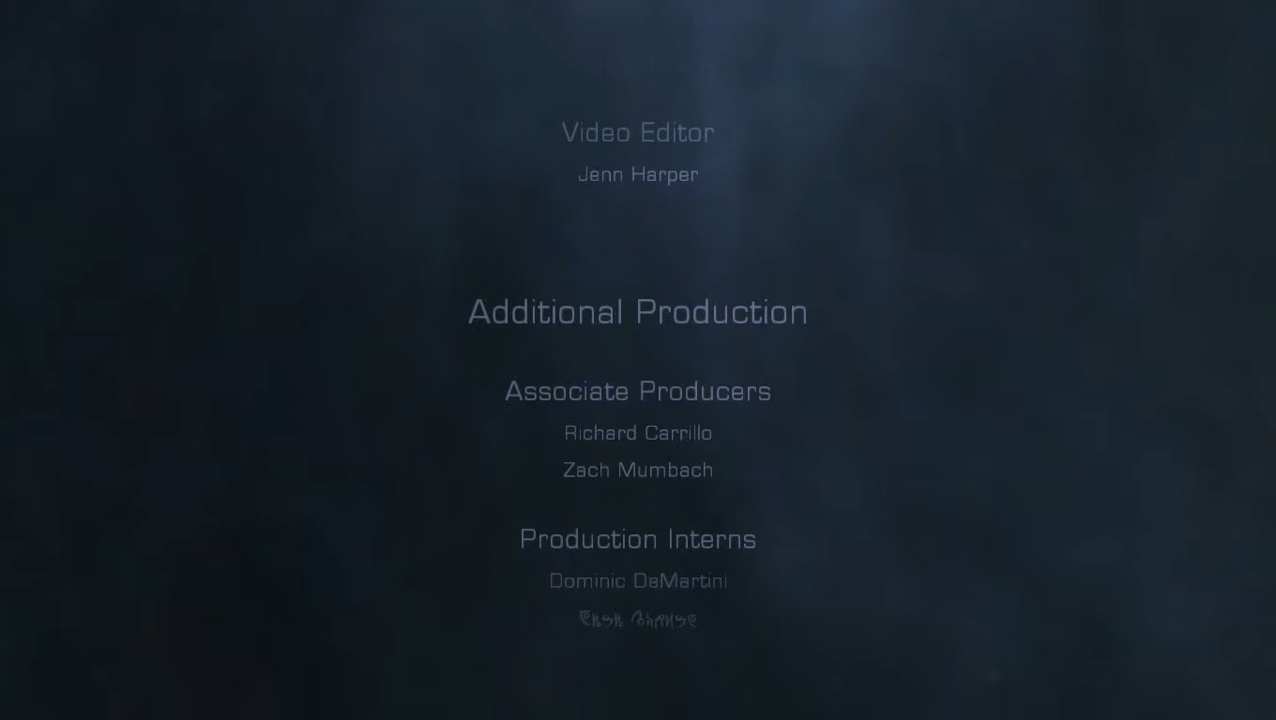 Video Editor
Jenn Harper
Additional Production
Associate Producers
Richard Carrillo
Zach Mumbach
Production Interns
Dominic DeMartini